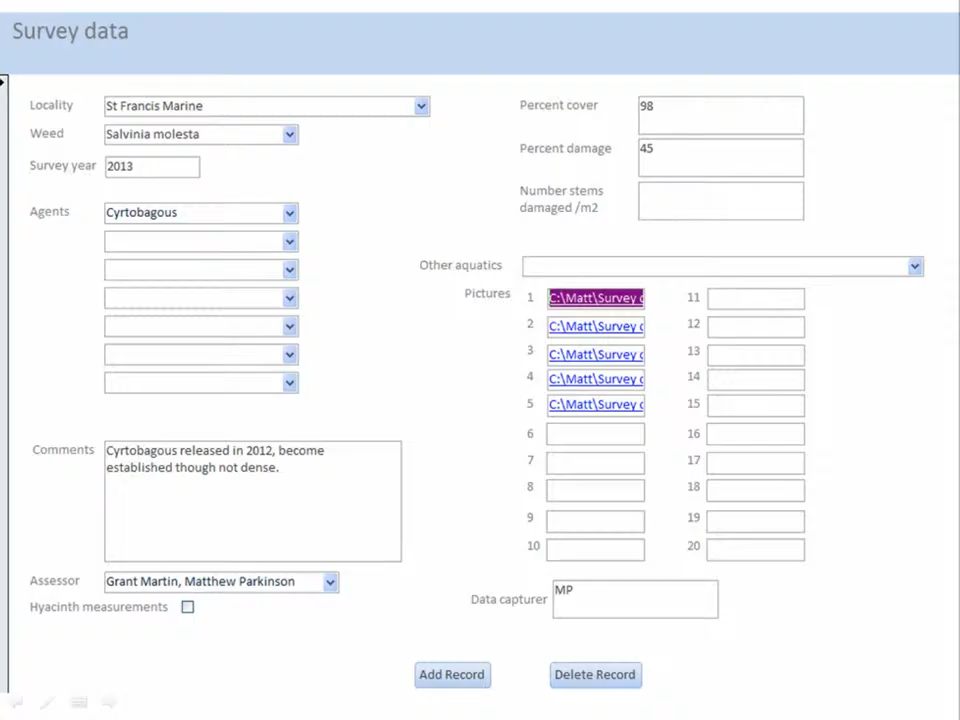 Survey data
Locality
St Francis Marine
Weed
Salvinia molesta
Survey year
2013
Agents
Cyrtobagous
Percent cover
98
Percent damage
45
Number stems
damaged /m2
Other aquatics
Pictures
1
C:\Matt\Survey
2
C:\Matt\Survey
3
C:\Matt\Survey
4
C:\Matt\Survey
5
C:\Matt\Survey
6
7
8
9
10
11
12
13
14
15
16
17
18
19
20
Comments
Cyrtobagous released in 2012, become
established though not dense.
Assessor
Grant Martin, Matthew Parkinson
Hyacinth measurements
Data capturer
MP
Add Record
Delete Record